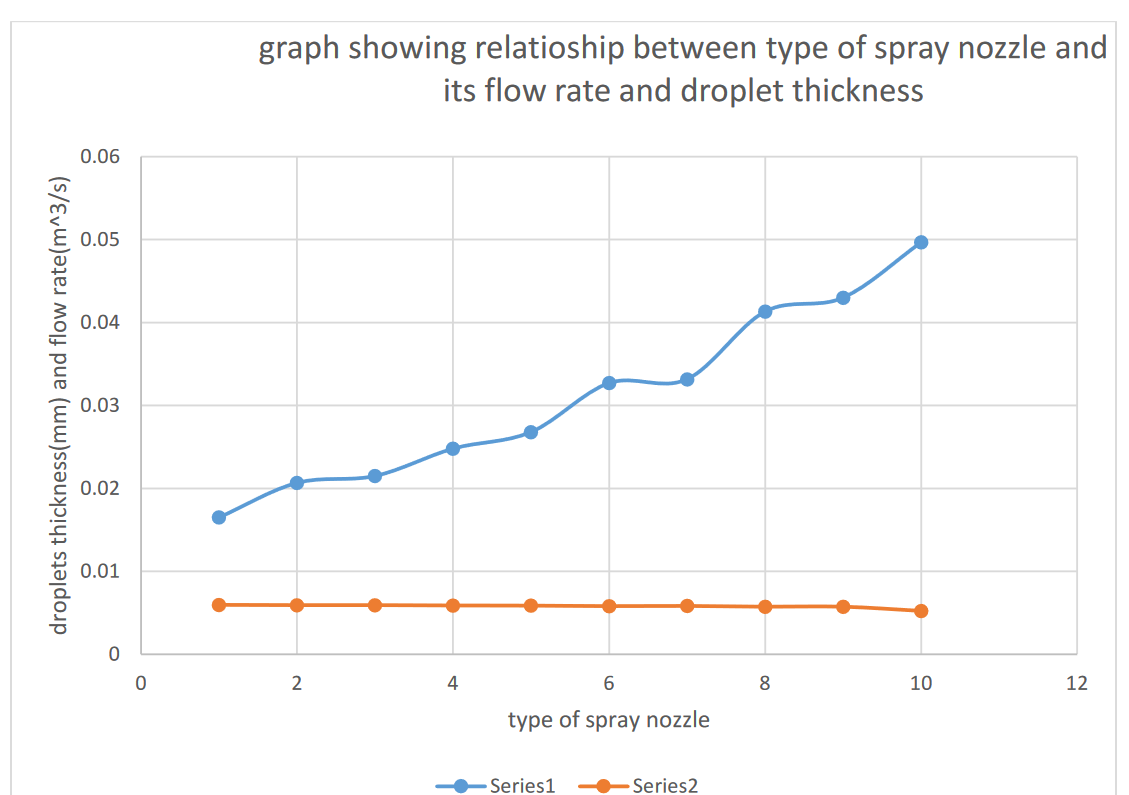 graph showing relatioship between type of spray nozzle and
its flow rate and droplet thickness
droplets thickness(mm) and flow rate(m^3/s)
0.06
0.05
0.04
0.03
0.02
0.01
0
0 2 4 6 8 10 12
type of spray nozzle
Series1 Series2